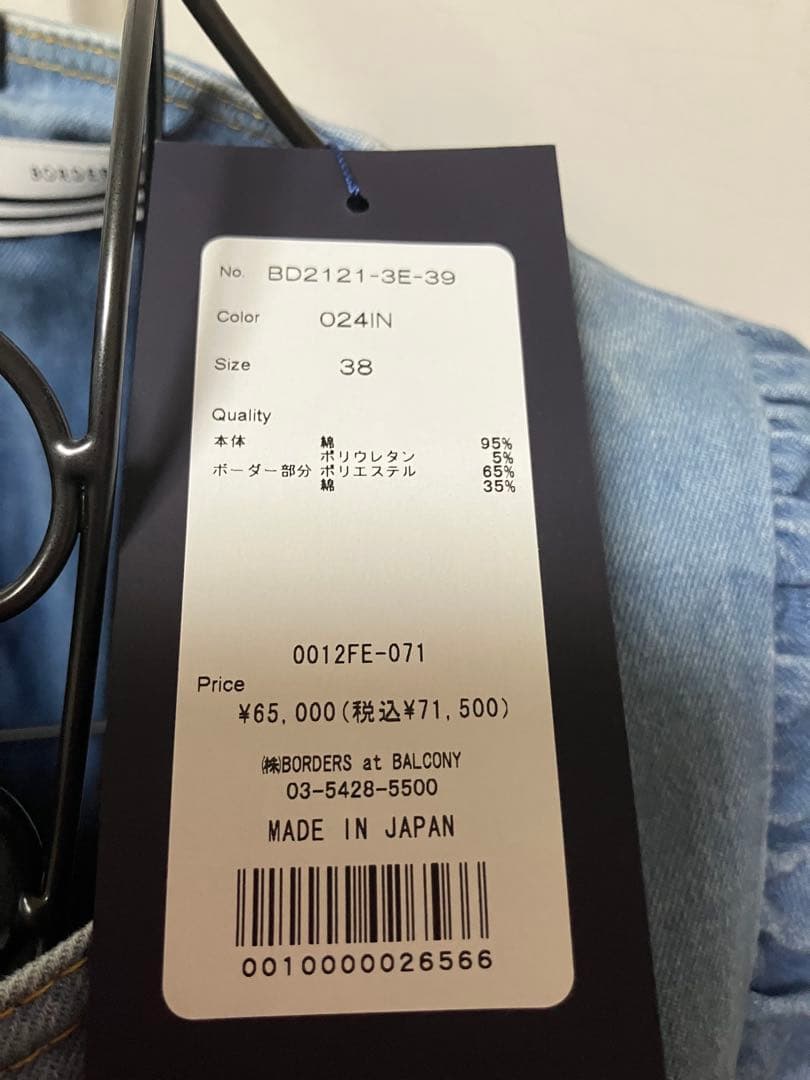 No. BD2121-3E-39
Color 024IN
Size 38
Quality
本体 綿 95%
ポリウレタン 5%
ボーダー部分 ポリエステル 65%
綿 35%
0012FE-071
Price
¥65,000(税込¥71,500)
㈱BORDERS at BALCONY
03-5428-5500
MADE IN JAPAN
0010000026566